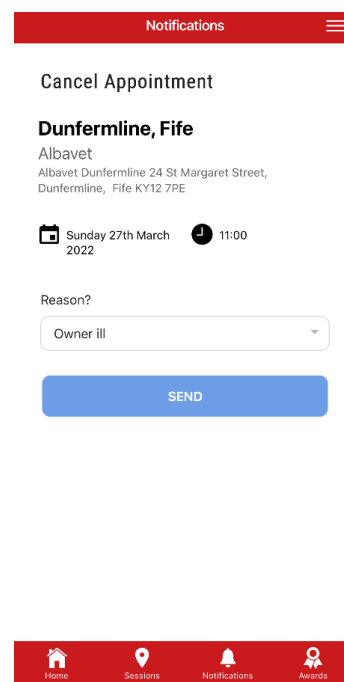 Notifications
Cancel Appointment
Dunfermline, Fife
Albavet
Albavet Dunfermline 24 St Margaret Street,
Dunfermline, Fife KY12 7PE
Sunday 27th March 11:00
2022
Reason?
Owner ill
SEND
Home Sessions Notifications Awards